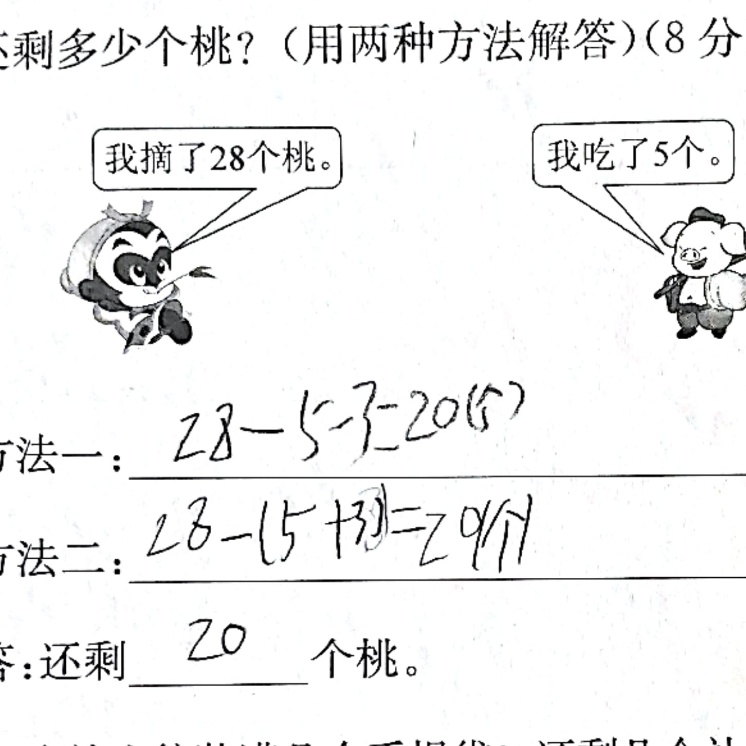 还剩多少个桃?(用两种方法解答)(8分
我摘了28个桃。
我吃了5个。
方法一:28-5-3=20(个)
方法二:28-(5+3)=20(个)
答:还剩 20 个桃。